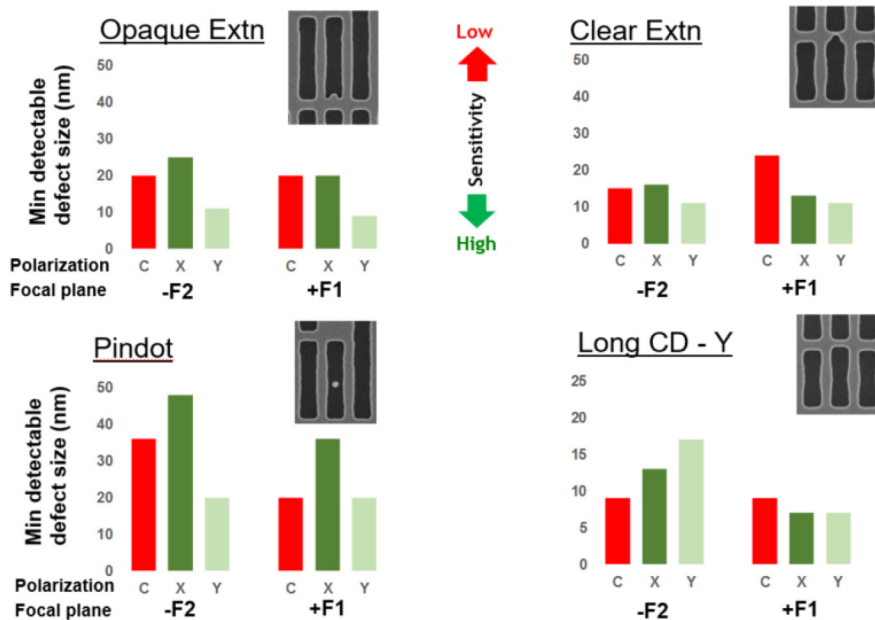 Opaque Extn
Min detectable
defect size (nm)
50
40
30
20
10
0
Polarization C X Y C X Y
Focal plane -F2 +F1
Low
Sensitivity
High
Clear Extn
50
40
30
20
10
0
C X Y C X Y
-F2 +F1
Pindot
Min detectable
defect size (nm)
50
40
30
20
10
0
Polarization C X Y C X Y
Focal plane -F2 +F1
Long CD - Y
25
20
15
10
5
0
C X Y C X Y
-F2 +F1